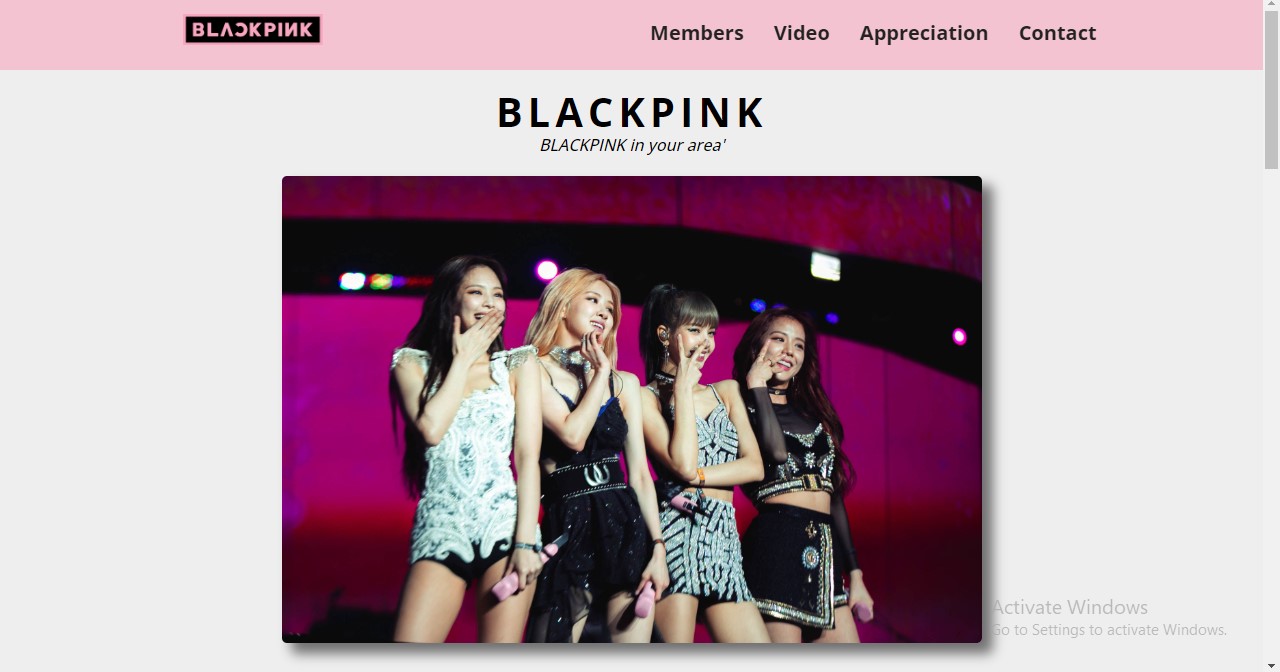 BLACKPINK
Members Video Appreciation Contact
BLACKPINK
BLACKPINK in your area'
Activate Windows
Go to Settings to activate Windows.